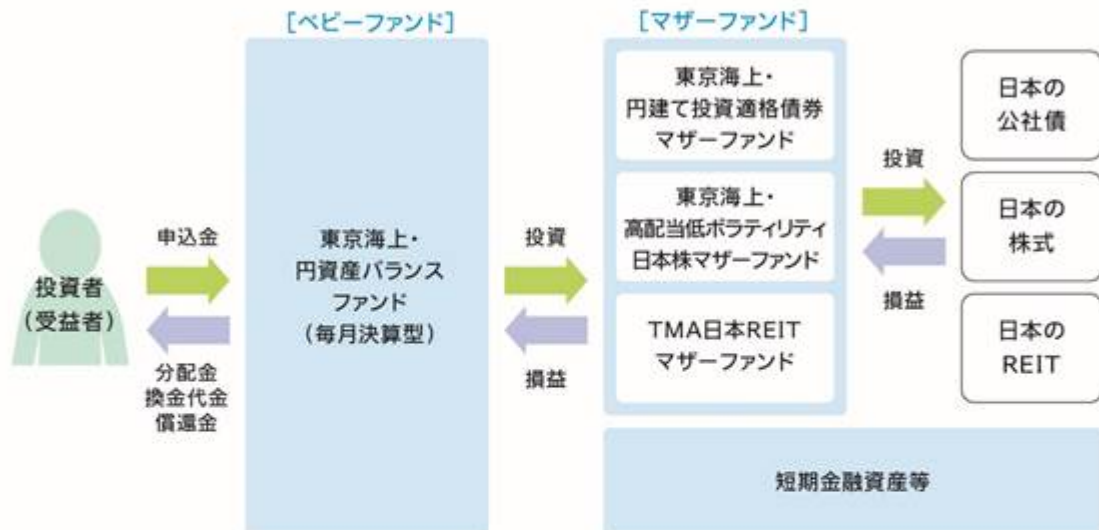 [ベビーファンド]
[マザーファンド]
投資者
(受益者)
申込金
分配金
換金代金
償還金
東京海上・
円資産バランス
ファンド
(毎月決算型)
投資
損益
東京海上・
円建て投資適格債券
マザーファンド
東京海上・
高配当低ボラティリティ
日本株マザーファンド
TMA日本REIT
マザーファンド
投資
損益
日本の
公社債
日本の
株式
日本の
REIT
短期金融資産等